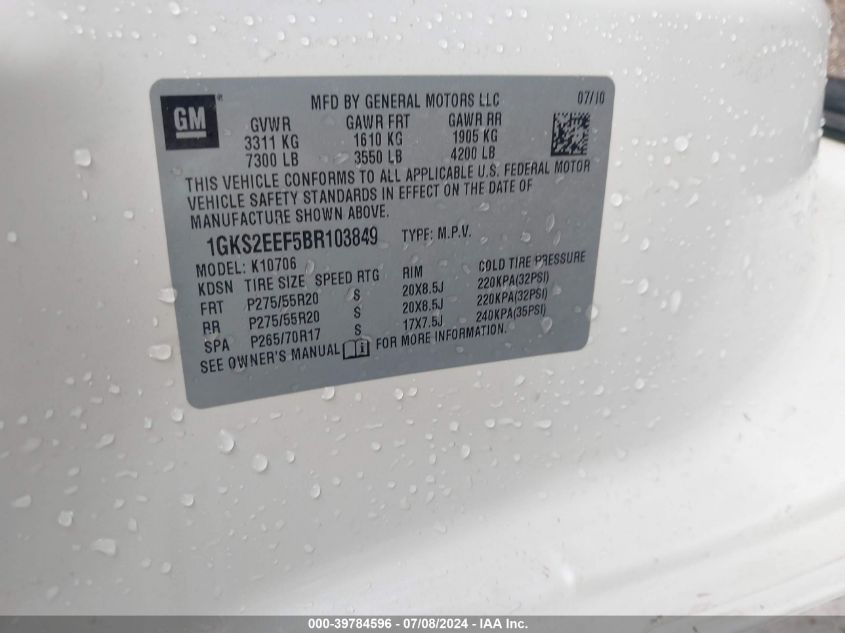 GM
MFD BY GENERAL MOTORS LLC 07/10
GVWR GAWR FRT GAWR RR
3311 KG 1610 KG 1905 KG
7300 LB 3550 LB 4200 LB
THIS VEHICLE CONFORMS TO ALL APPLICABLE U.S. FEDERAL MOTOR
VEHICLE SAFETY STANDARDS IN EFFECT ON THE DATE OF
MANUFACTURE SHOWN ABOVE.
1GKS2EEF5BR103849 TYPE: M.P.V.
MODEL: K10706
KDSN TIRE SIZE SPEED RTG RIM COLD TIRE PRESSURE
FRT P275/55R20 S 20X8.5J 220KPA(32PSI)
RR P275/55R20 S 20X8.5J 220KPA(32PSI)
SPA P265/70R17 S 17X7.5J 240KPA(35PSI)
SEE OWNER'S MANUAL FOR MORE INFORMATION.
000-39784596 - 07/08/2024 - IAA Inc.